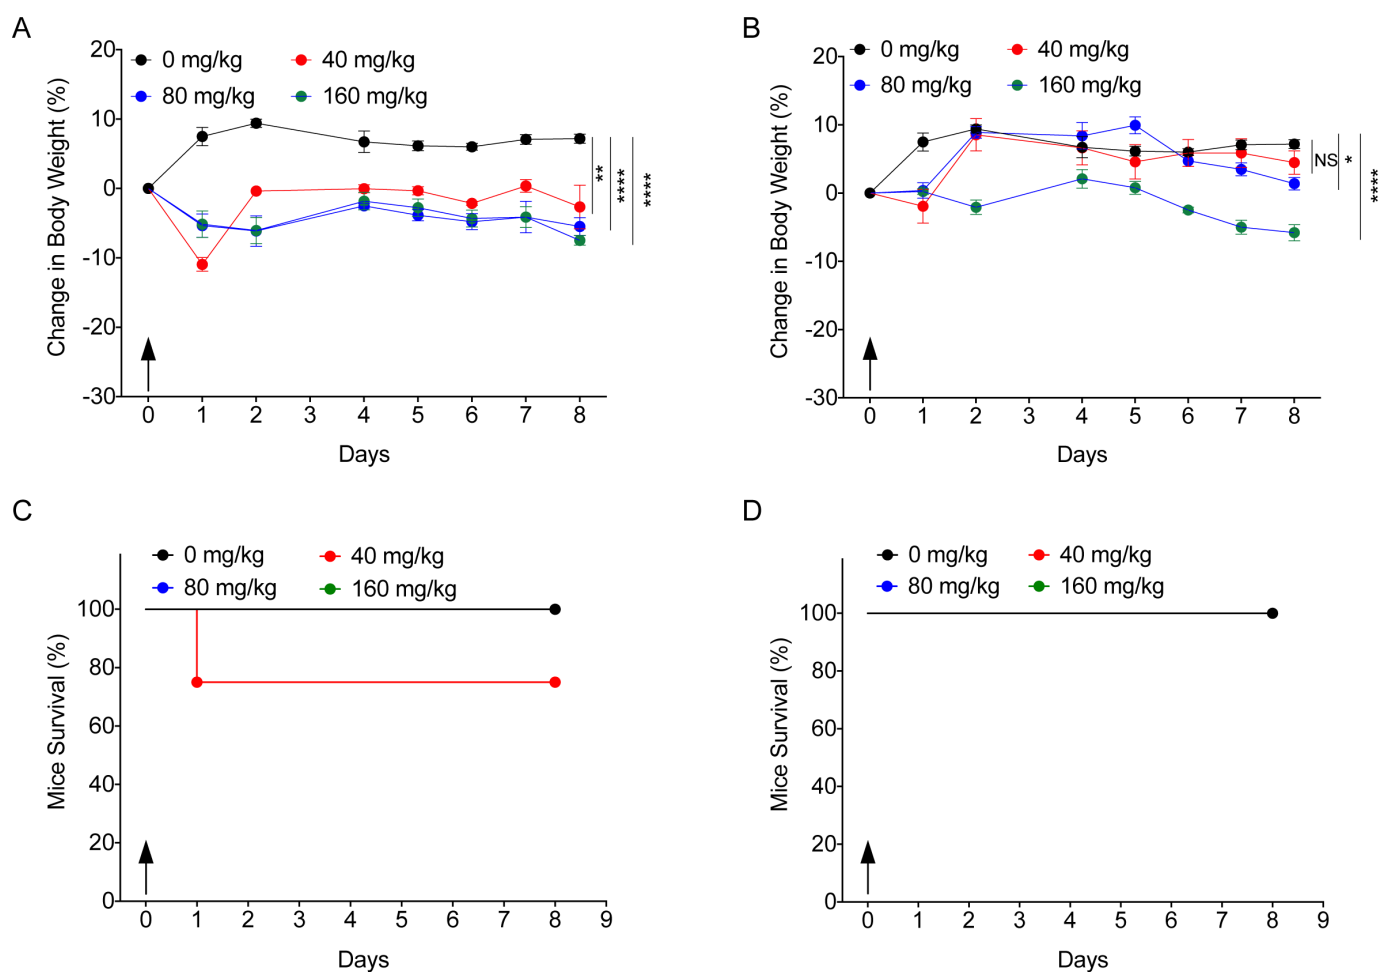 A
0 mg/kg
40 mg/kg
80 mg/kg
160 mg/kg
Change in Body Weight (%)
20
10
0
-10
-20
-30
**
****
****
0 1 2 3 4 5 6 7 8
Days
B
0 mg/kg
40 mg/kg
80 mg/kg
160 mg/kg
Change in Body Weight (%)
20
10
0
-10
-20
-30
NS
*
****
0 1 2 3 4 5 6 7 8
Days
C
0 mg/kg
40 mg/kg
80 mg/kg
160 mg/kg
Mice Survival (%)
100
80
60
40
20
0
0 1 2 3 4 5 6 7 8 9
Days
D
0 mg/kg
40 mg/kg
80 mg/kg
160 mg/kg
Mice Survival (%)
100
80
60
40
20
0
0 1 2 3 4 5 6 7 8 9
Days